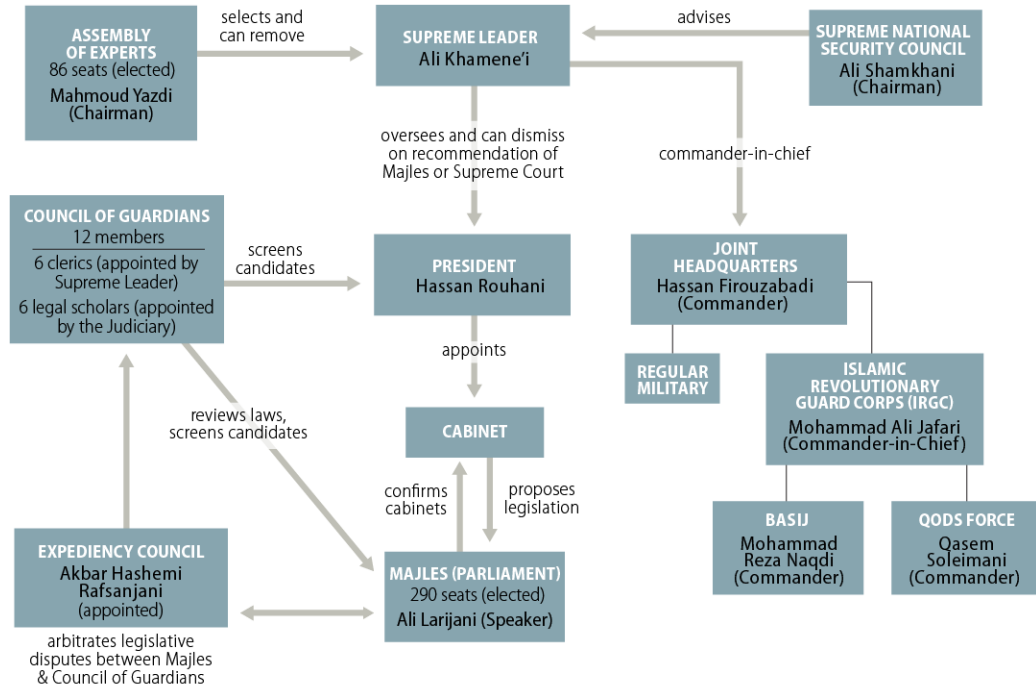 ASSEMBLY
OF EXPERTS
86 seats (elected)
Mahmoud Yazdi
(Chairman)
selects and
can remove
SUPREME LEADER
Ali Khamene'i
advises
SUPREME NATIONAL
SECURITY COUNCIL
Ali Shamkhani
(Chairman)
oversees and can dismiss
on recommendation of
Majles or Supreme Court
commander-in-chief
COUNCIL OF GUARDIANS
12 members
6 clerics (appointed by
Supreme Leader)
6 legal scholars (appointed
by the Judiciary)
screens
candidates
PRESIDENT
Hassan Rouhani
JOINT
HEADQUARTERS
Hassan Firouzabadi
(Commander)
appoints
REGULAR
MILITARY
ISLAMIC
REVOLUTIONARY
GUARD CORPS (IRGC)
Mohammad Ali Jafari
(Commander-in-Chief)
reviews laws,
screens candidates
CABINET
confirms
cabinets
proposes
legislation
BASIJ
Mohammad
Reza Naqdi
(Commander)
QODS FORCE
Qasem
Soleimani
(Commander)
EXPEDIENCY COUNCIL
Akbar Hashemi
Rafsanjani
(appointed)
MAJLES (PARLIAMENT)
290 seats (elected)
Ali Larijani (Speaker)
arbitrates legislative
disputes between Majles
& Council of Guardians